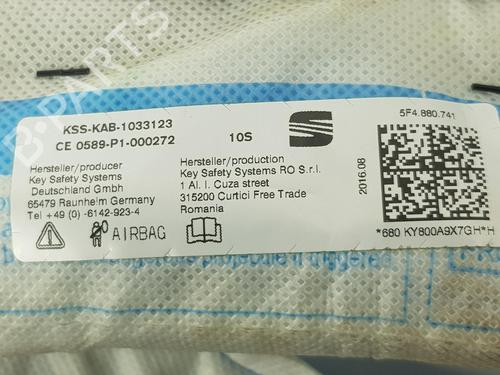 B-PARTS
KSS-KAB-1033123
CE 0589-P1-000272
10S
5F4.880.741
Hersteller/producer
Key Safety Systems
Deutschland Gmbh
65479 Raunheim Germany
Tel +49 (0) -6142-923-4
Hersteller/production
Key Safety Systems RO S.r.l.
1 Al. I. Cuza street
315200 Curtici Free Trade
Romania
2016.08
AIRBAG
*680 KY800A9X7GH*H